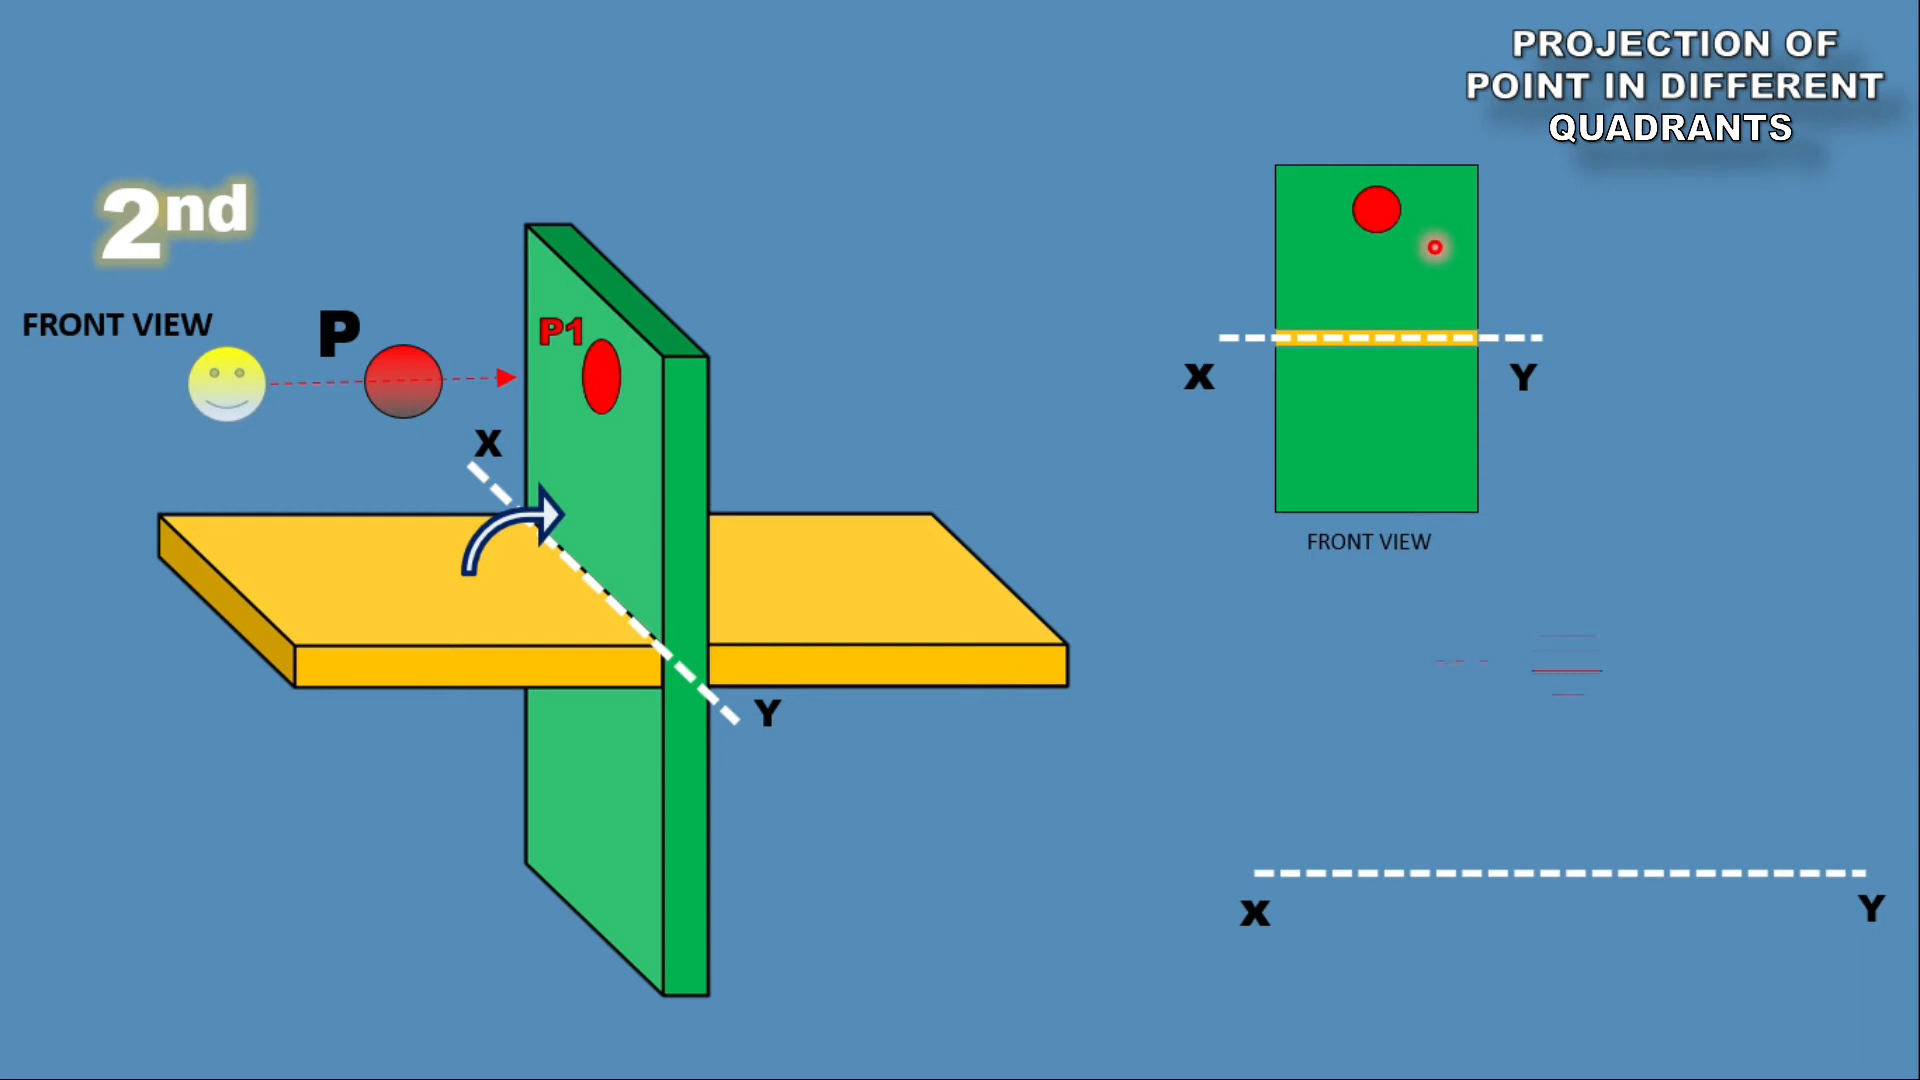 PROJECTION OF
POINT IN DIFFERENT
QUADRANTS
2nd
FRONT VIEW
P
P1
X
Y
X
Y
FRONT VIEW
X
Y